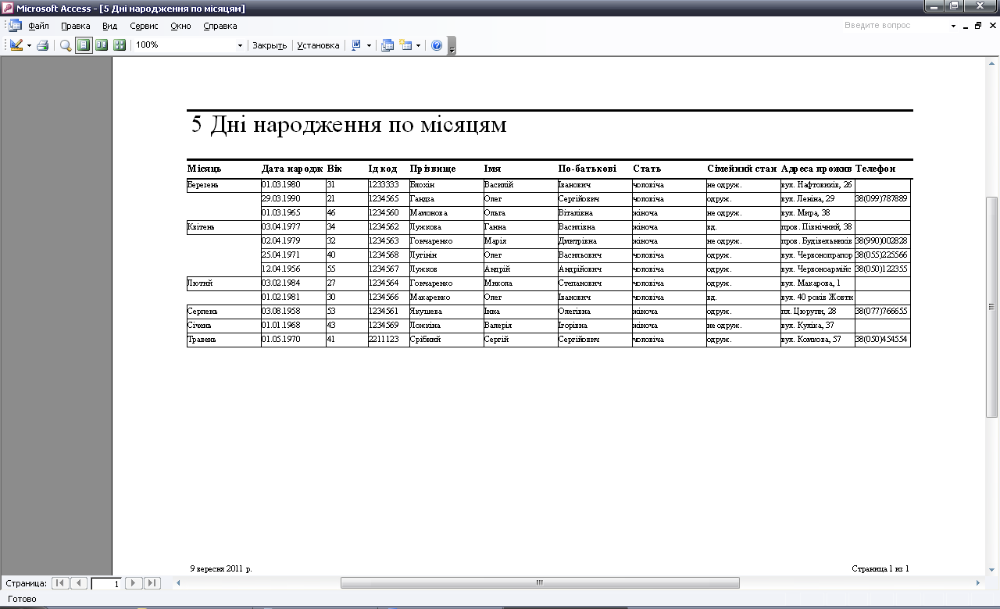 Microsoft Access - [5 Дні народження по місяцям]
Файл Правка Вид Сервис Окно Справка Введите вопрос
100% Закрыть Установка
5 Дні народження по місяцям
Місяць Дата народж Вік Ід код Прізвище Імя По-батькові Стать Сімейний стан Адреса прожив Телефон
Березень 01.03.1980 31 1233333 Блохін Василій Іванович чоловіча не одруж. вул. Нафтовиків, 26
29.03.1990 21 1234565 Гандза Олег Сергійович чоловіча одруж. вул. Леніна, 29 38(099)787889
01.03.1965 46 1234560 Мамонова Ольга Віталівна жіноча не одруж. вул. Мира, 38
Квітень 03.04.1977 34 1234562 Лужкова Ганна Василівна жіноча вд. пров. Північний, 38
02.04.1979 32 1234563 Гончаренко Марія Дмитрівна жіноча не одруж. пров. Будівельників 38(990)002828
25.04.1971 40 1234568 Лугінін Олег Васильович чоловіча одруж. вул. Червонопрапор 38(055)225566
12.04.1956 55 1234567 Лужков Андрій Андрійович чоловіча одруж. вул. Червоноармійс 38(050)122355
Лютий 03.02.1984 27 1234564 Гончаренко Микола Степанович чоловіча одруж. вул. Макарова, 1
01.02.1981 30 1234566 Макаренко Олег Іванович чоловіча вд. вул. 40 років Жовтн
Серпень 03.08.1958 53 1234561 Якушева Інна Олегівна жіноча одруж. пл. Цюрупи, 28 38(077)766655
Січень 01.01.1968 43 1234569 Ложкіна Валерія Ігорівна жіноча не одруж. вул. Куліка, 37
Травень 01.05.1970 41 2211123 Срібний Сергій Сергійович чоловіча одруж. вул. Комкова, 57 38(050)454554
9 вересня 2011 р. Страница 1 из 1
Страница: 1
Готово